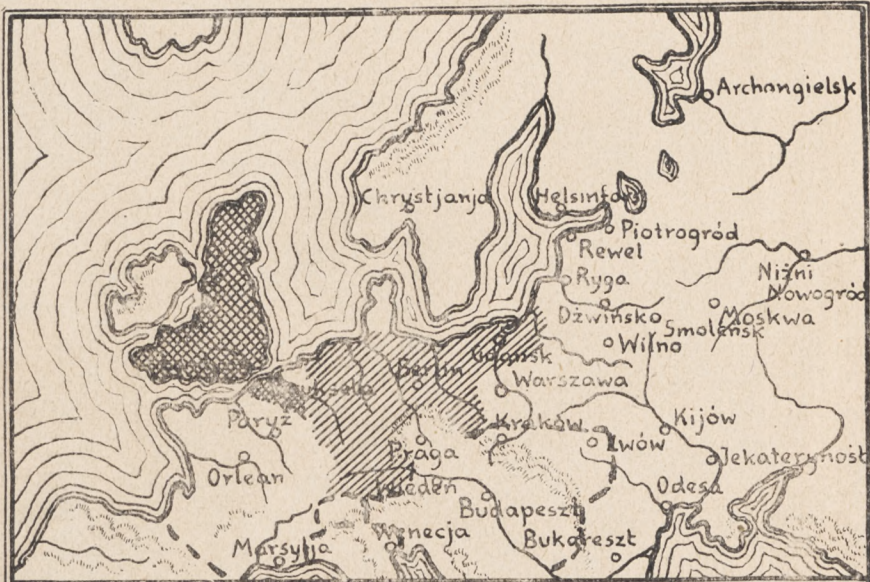 Archangielsk
Chrystjanja
Helsinfors
Piotrogród
Rewel
Niżni
Nowogród
Ryga
Dźwińsko
Smoleńsk
Moskwa
Wilno
Gdańsk
Berlin
Warszawa
Paryż
Kraków
Kijów
Lwów
Praga
Jekaterynosł
Orlean
Wiedeń
Odesa
Budapeszt
Wenecja
Bukareszt
Marsylja